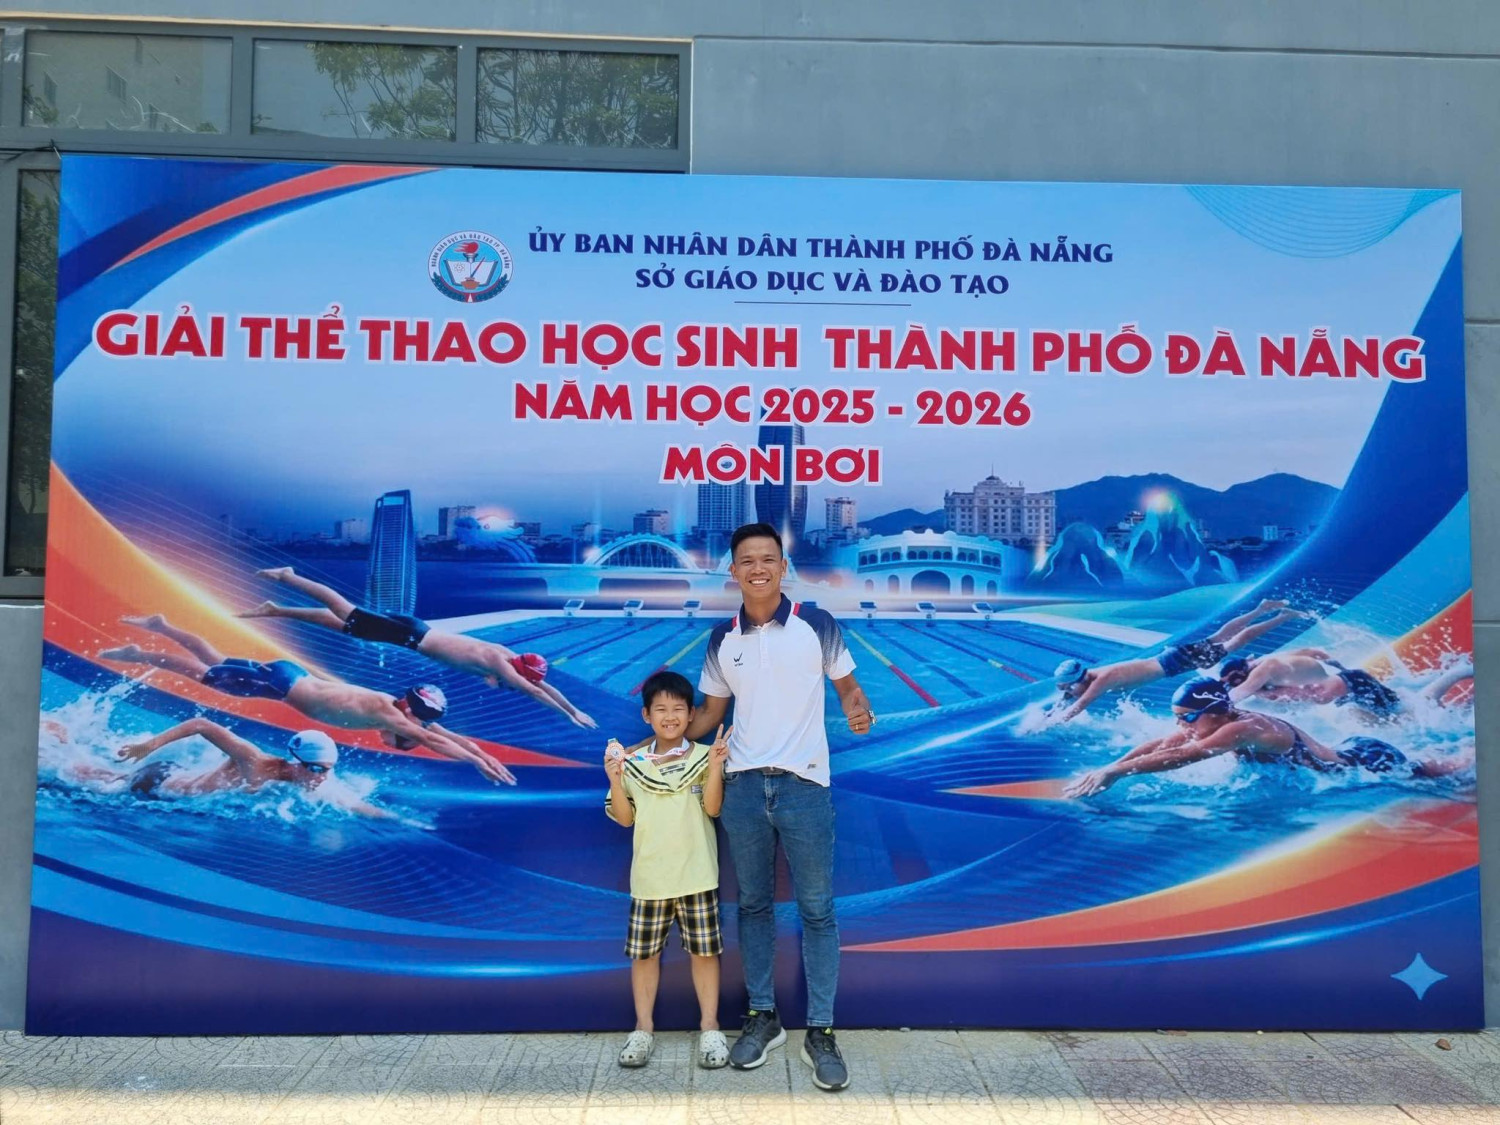 ỦY BAN NHÂN DÂN THÀNH PHỐ ĐÀ NẴNG
SỞ GIÁO DỤC VÀ ĐÀO TẠO
GIẢI THỂ THAO HỌC SINH THÀNH PHỐ ĐÀ NẴNG
NĂM HỌC 2025 - 2026
MÔN BƠI